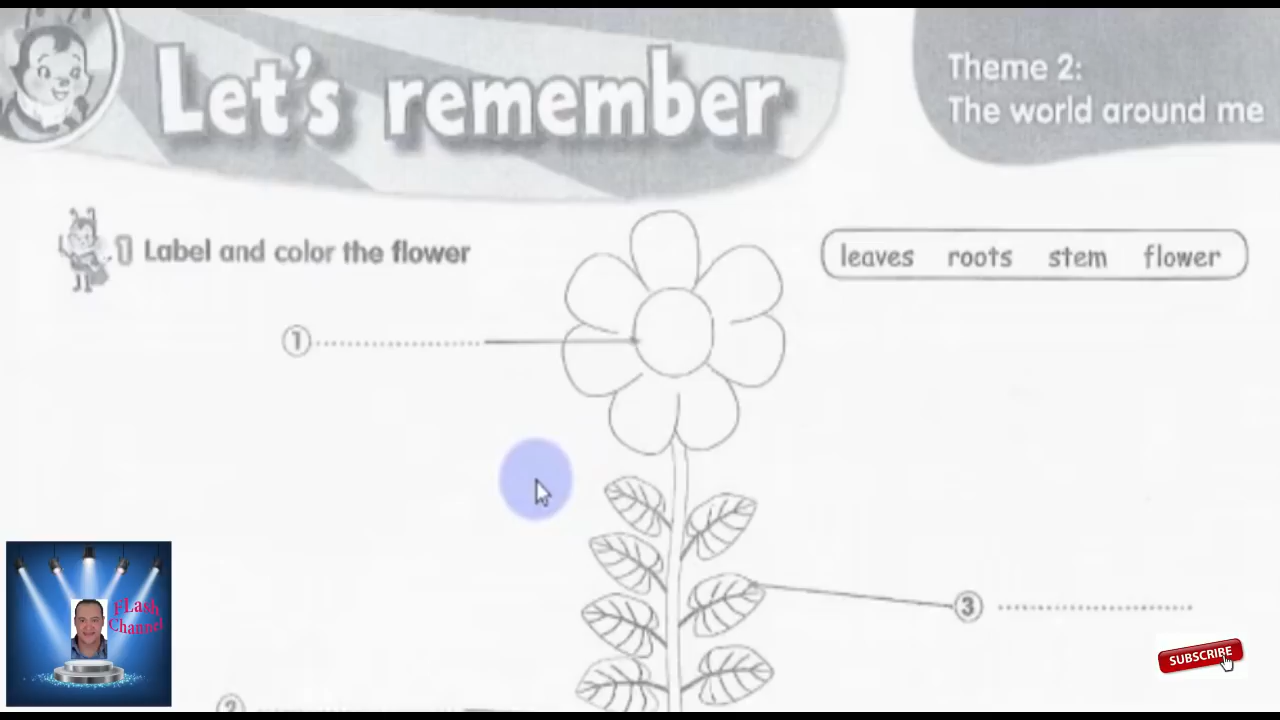 Let's remember
Theme 2:
The world around me
1 Label and color the flower
leaves roots stem flower
1
3
2
FLash
Channel
SUBSCRIBE